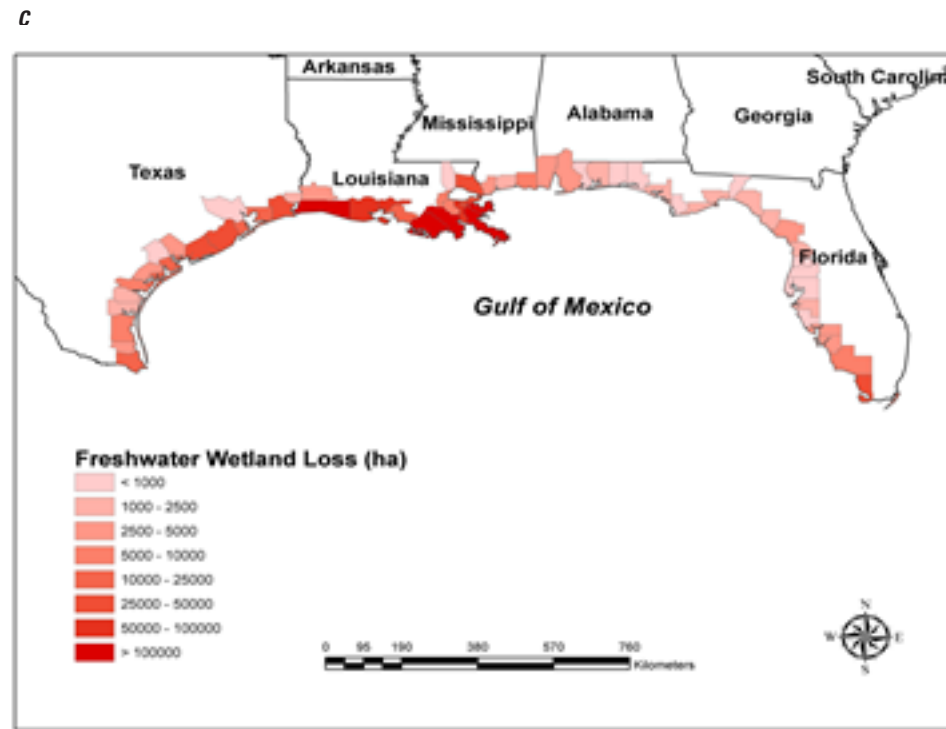 C
Arkansas
South Carolin
Mississippi
Alabama
Georgia
Texas
Louisiana
Florida
Gulf of Mexico
Freshwater Wetland Loss (ha)
< 1000
1000 - 2500
2500 - 5000
5000 - 10000
10000 - 25000
25000 - 50000
50000 - 100000
> 100000
0 95 190 380 570 760
Kilometers
N
W E
S